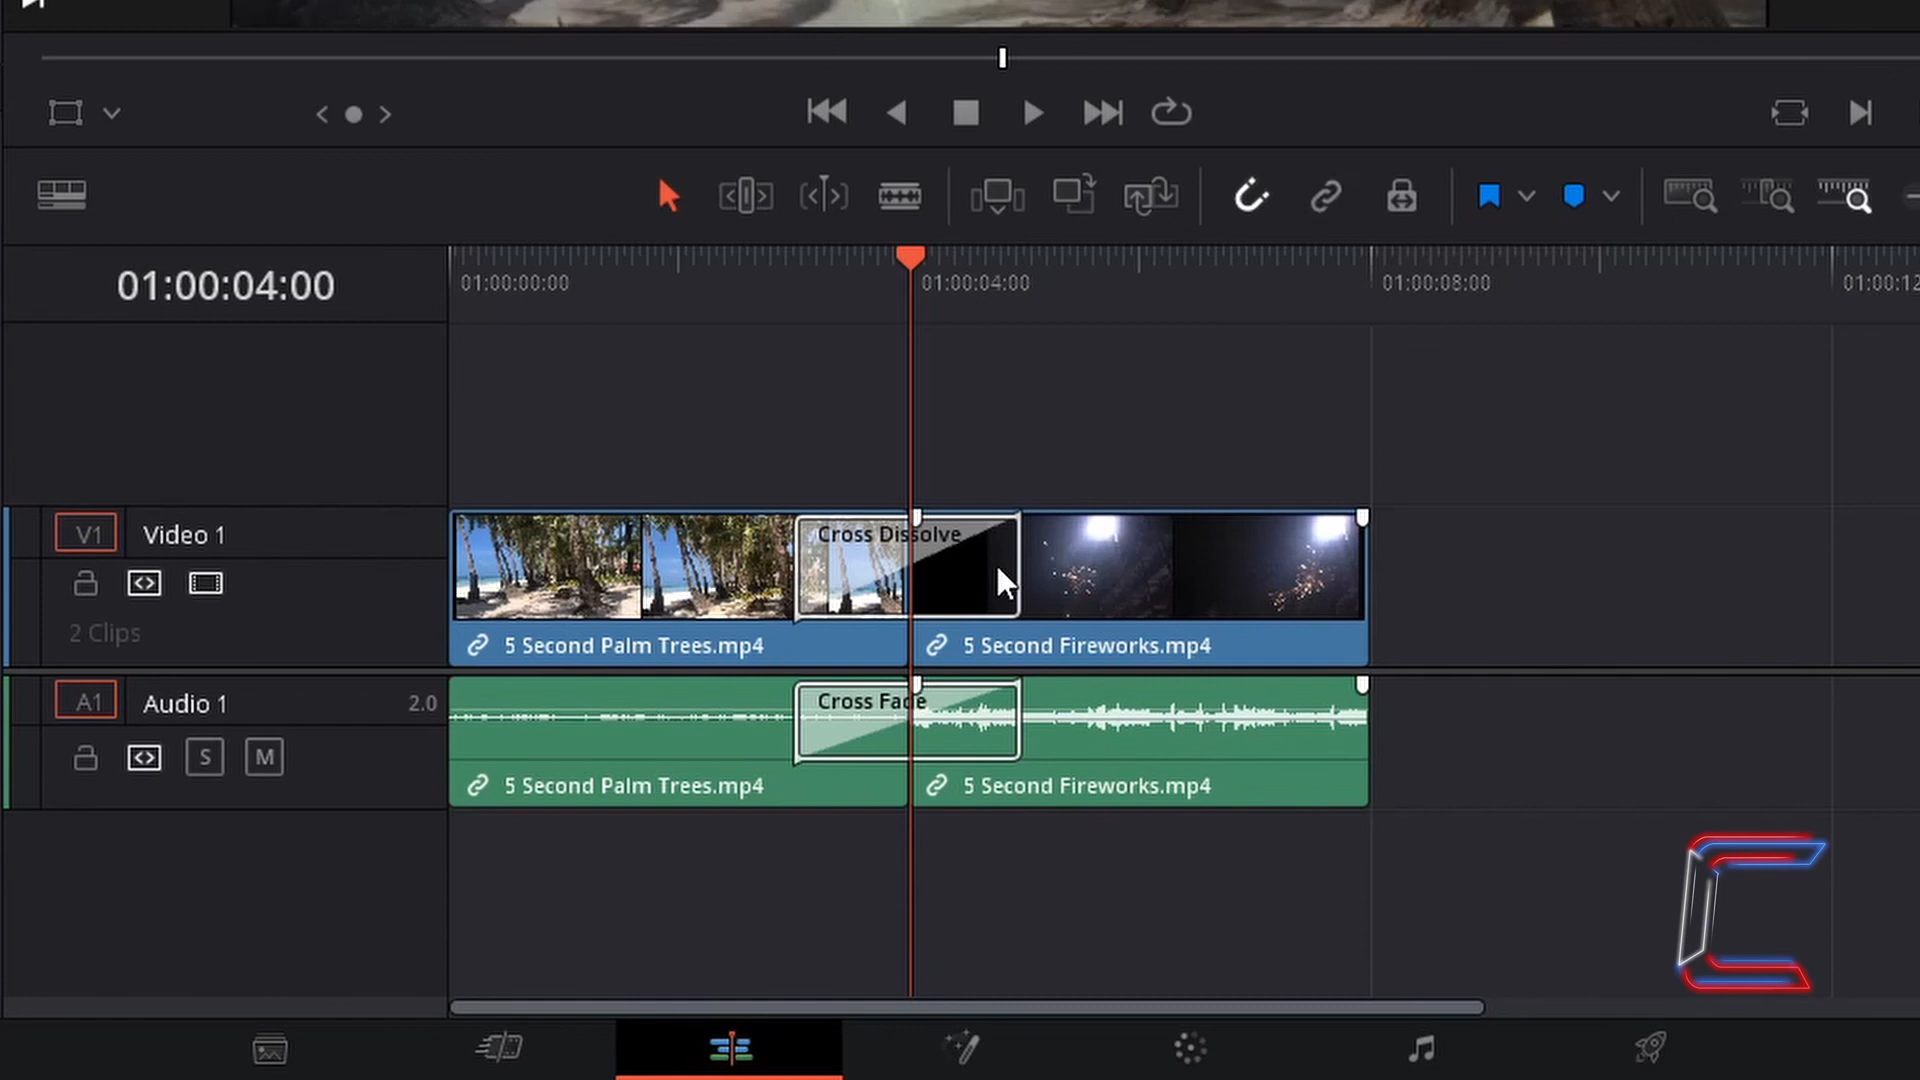 01:00:04:00
01:00:00:00 01:00:04:00 01:00:08:00 01:00:12
V1 Video 1
2 Clips
Cross Dissolve
5 Second Palm Trees.mp4 5 Second Fireworks.mp4
A1 Audio 1 2.0
S M
Cross Fade
5 Second Palm Trees.mp4 5 Second Fireworks.mp4